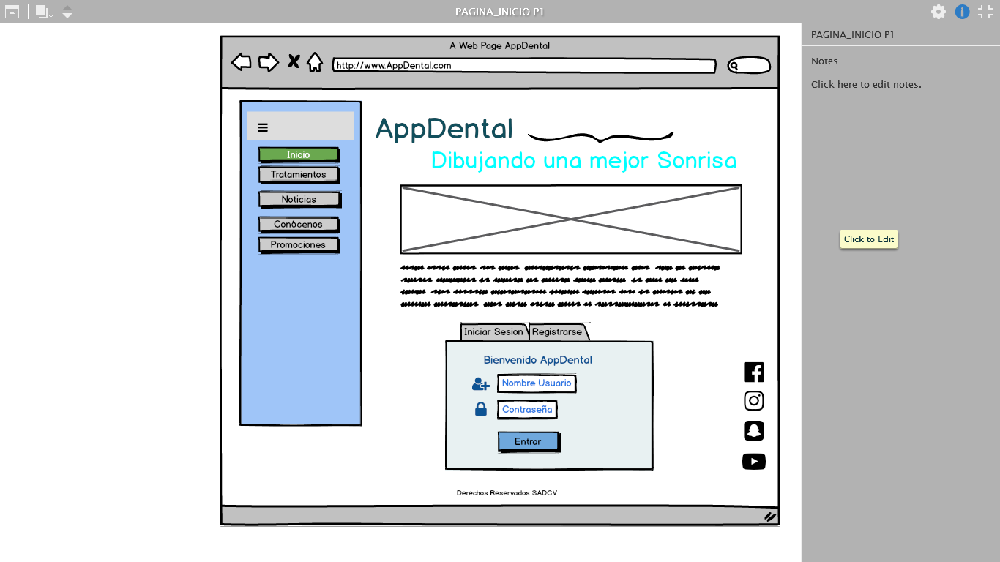 PAGINA_INICIO P1
PAGINA_INICIO P1
Notes
Click here to edit notes.
Click to Edit
A Web Page AppDental
http://www.AppDental.com
Inicio
Tratamientos
Noticias
Conócenos
Promociones
AppDental
Dibujando una mejor Sonrisa
Iniciar Sesion
Registrarse
Bienvenido AppDental
Nombre Usuario
Contraseña
Entrar
Derechos Reservados SADCV